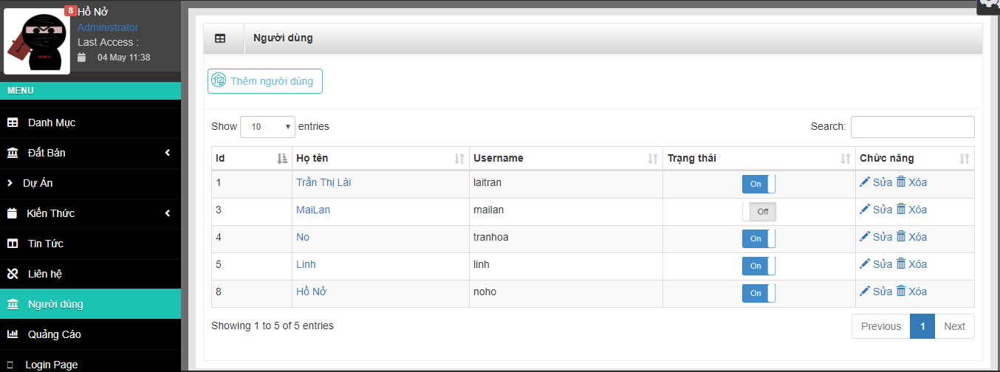 8 Hồ Nở
Administrator
Last Access :
04 May 11:38
MENU
Danh Mục
Đất Bán
Dự Án
Kiến Thức
Tin Tức
Liên hệ
Người dùng
Quảng Cáo
Login Page
Người dùng
Thêm người dùng
Show 10 entries Search:
Id Họ tên Username Trạng thái Chức năng
1 Trần Thị Lài laitran On Sửa Xóa
3 MaiLan mailan Off Sửa Xóa
4 No tranhoa On Sửa Xóa
5 Linh linh On Sửa Xóa
8 Hồ Nở noho On Sửa Xóa
Showing 1 to 5 of 5 entries Previous 1 Next